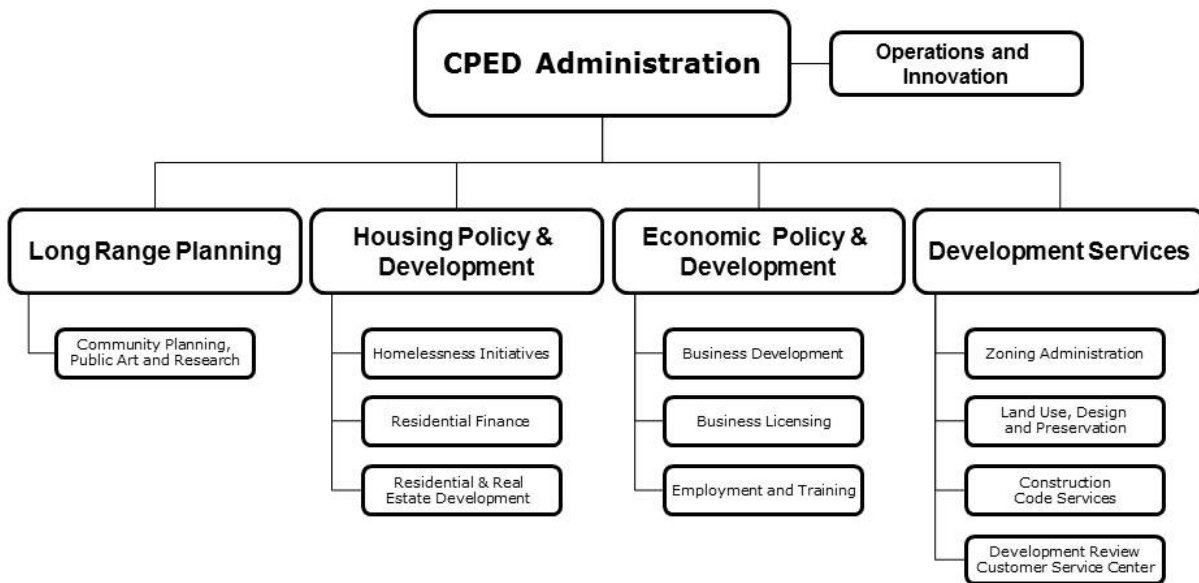 CPED Administration
Operations and
Innovation
Long Range Planning
Housing Policy &
Development
Economic Policy &
Development
Development Services
Community Planning,
Public Art and Research
Homelessness Initiatives
Residential Finance
Residential & Real
Estate Development
Business Development
Business Licensing
Employment and Training
Zoning Administration
Land Use, Design
and Preservation
Construction
Code Services
Development Review
Customer Service Center